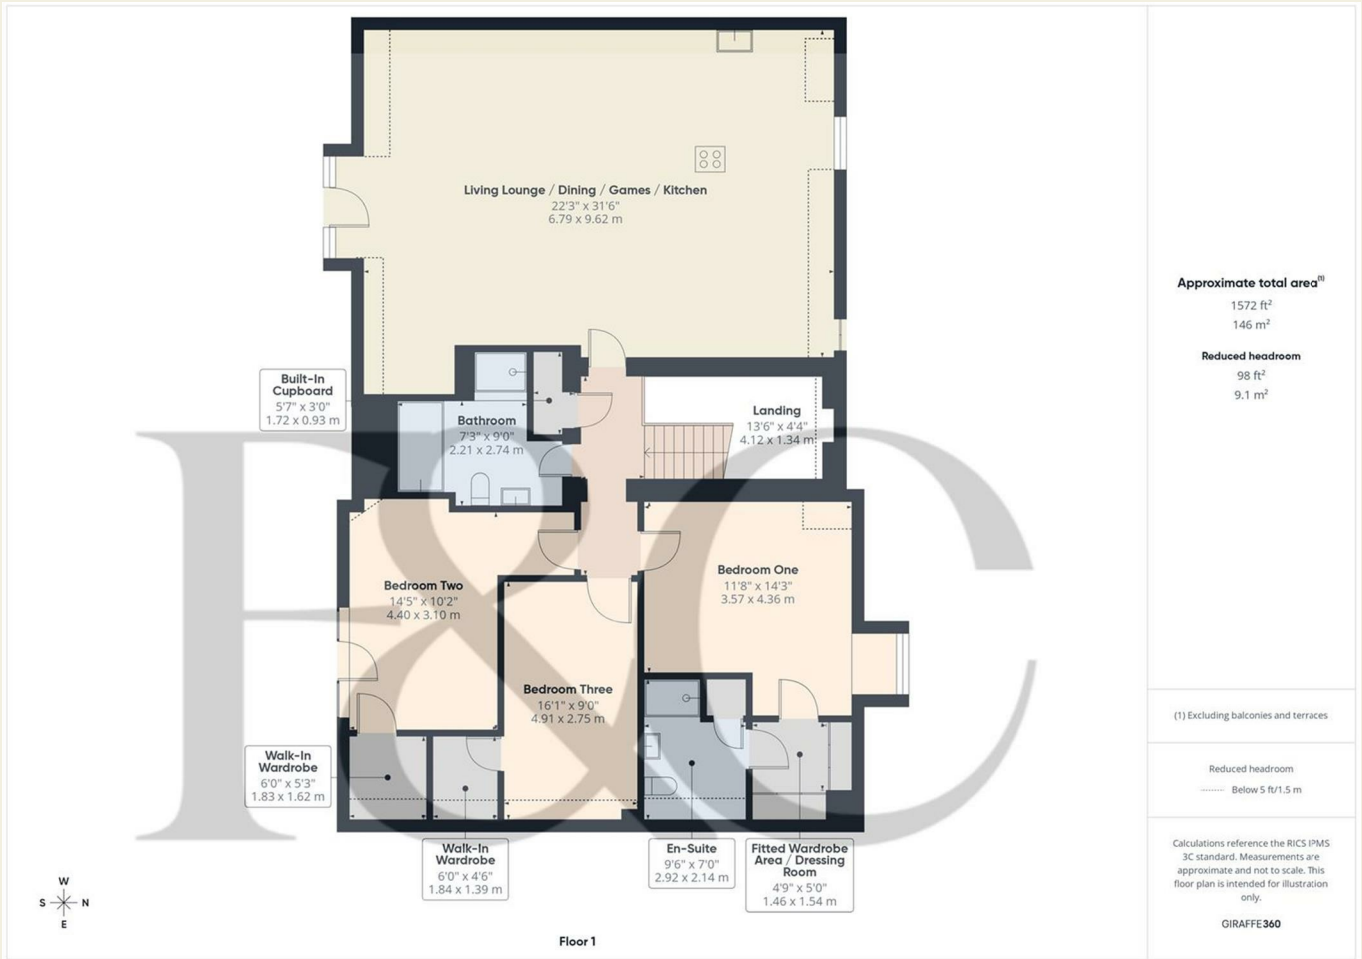 Living Lounge / Dining / Games / Kitchen
22'3" x 31'6"
6.79 x 9.62 m
Built-In
Cupboard
5'7" x 3'0"
1.72 x 0.93 m
Bathroom
7'3" x 9'0"
2.21 x 2.74 m
Landing
13'6" x 4'4"
4.12 x 1.34 m
Bedroom Two
14'5" x 10'2"
4.40 x 3.10 m
Bedroom One
11'8" x 14'3"
3.57 x 4.36 m
Bedroom Three
16'1" x 9'0"
4.91 x 2.75 m
Walk-In
Wardrobe
6'0" x 5'3"
1.83 x 1.62 m
Walk-In
Wardrobe
6'0" x 4'6"
1.84 x 1.39 m
En-Suite
9'6" x 7'0"
2.92 x 2.14 m
Fitted Wardrobe
Area / Dressing
Room
4'9" x 5'0"
1.46 x 1.54 m
F&C
W
S N
E
Floor 1
Approximate total area(1)
1572 ft²
146 m²
Reduced headroom
98 ft²
9.1 m²
(1) Excluding balconies and terraces
Reduced headroom
Below 5 ft/1.5 m
Calculations reference the RICS IPMS
3C standard. Measurements are
approximate and not to scale. This
floor plan is intended for illustration
only.
GIRAFFE360